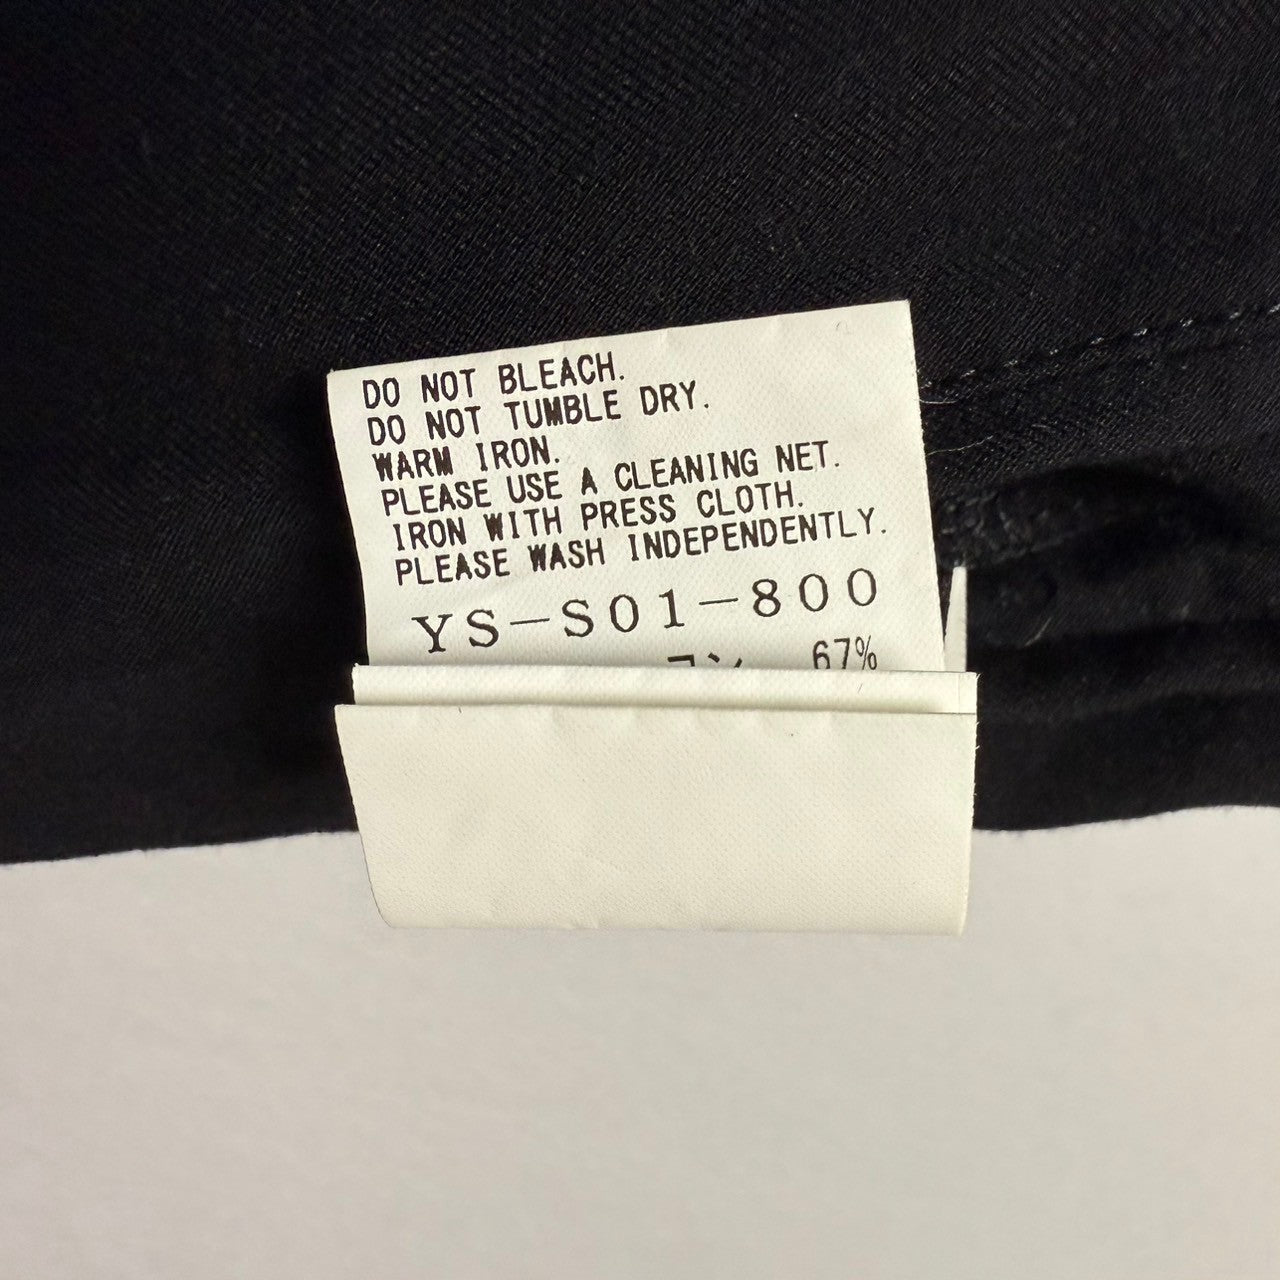 DO NOT BLEACH.
DO NOT TUMBLE DRY.
WARM IRON.
PLEASE USE A CLEANING NET.
IRON WITH PRESS CLOTH.
PLEASE WASH INDEPENDENTLY.
YS-S01-800
67%